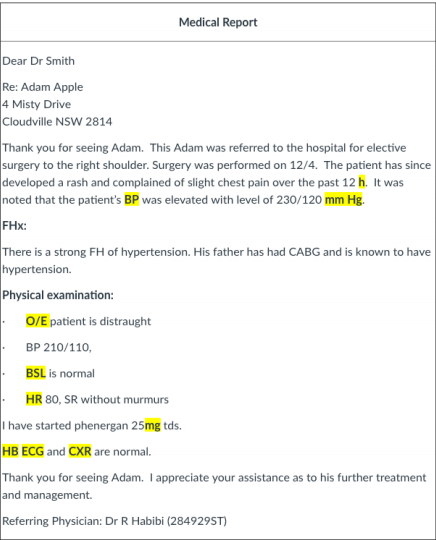 Medical Report
Dear Dr Smith
Re: Adam Apple
4 Misty Drive
Cloudville NSW 2814
Thank you for seeing Adam.  This Adam was referred to the hospital for elective
surgery to the right shoulder. Surgery was performed on 12/4.  The patient has since
developed a rash and complained of slight chest pain over the past 12 h.  It was
noted that the patient's BP was elevated with level of 230/120 mm Hg.
FHx:
There is a strong FH of hypertension. His father has had CABG and is known to have
hypertension.
Physical examination:
· O/E patient is distraught
· BP 210/110,
· BSL is normal
· HR 80, SR without murmurs
I have started phenergan 25mg tds.
HB ECG and CXR are normal.
Thank you for seeing Adam.  I appreciate your assistance as to his further treatment
and management.
Referring Physician: Dr R Habibi (284929ST)